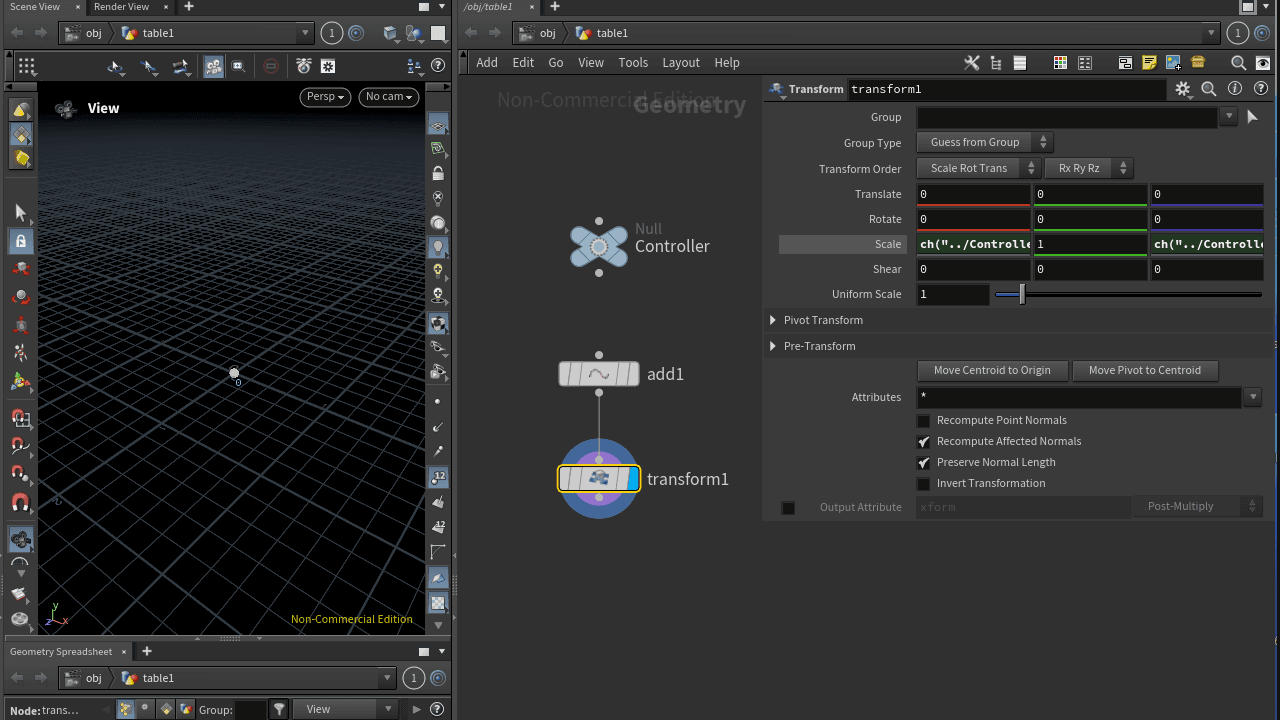 Scene View × Render View × +
obj table1 1
View
Persp No cam
0
12
12
y
z x
Non-Commercial Edition
Geometry Spreadsheet × +
obj table1 1
Node: trans... Group: View
/obj/table1 × +
obj table1 1
Add Edit Go View Tools Layout Help
Non-Commercial Edition
Geometry
Null
Controller
add1
transform1
Transform transform1
Group
Group Type Guess from Group
Transform Order Scale Rot Trans Rx Ry Rz
Translate 0 0 0
Rotate 0 0 0
Scale ch("../Controlle 1 ch("../Controll
Shear 0 0 0
Uniform Scale 1
Pivot Transform
Pre-Transform
Move Centroid to Origin Move Pivot to Centroid
Attributes *
Recompute Point Normals
Recompute Affected Normals
Preserve Normal Length
Invert Transformation
Output Attribute xform Post-Multiply